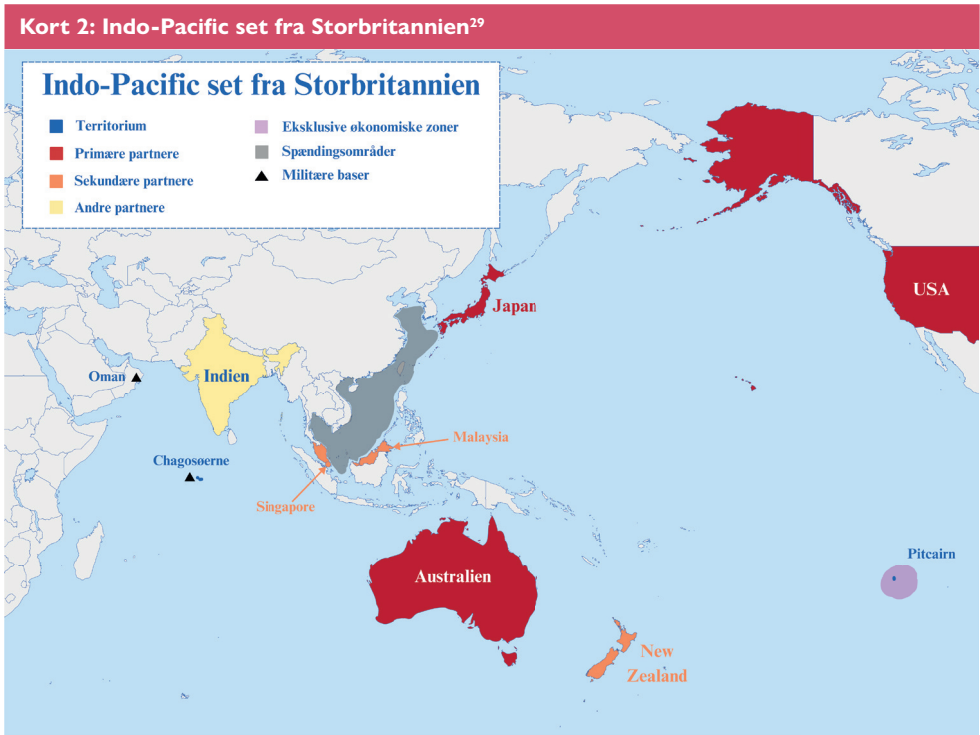 Kort 2: Indo-Pacific set fra Storbritannien²⁹
Indo-Pacific set fra Storbritannien
Territorium
Primære partnere
Sekundære partnere
Andre partnere
Eksklusive økonomiske zoner
Spændingsområder
Militære baser
USA
Japan
Oman
Indien
Malaysia
Chagosøerne
Singapore
Pitcairn
Australien
New
Zealand